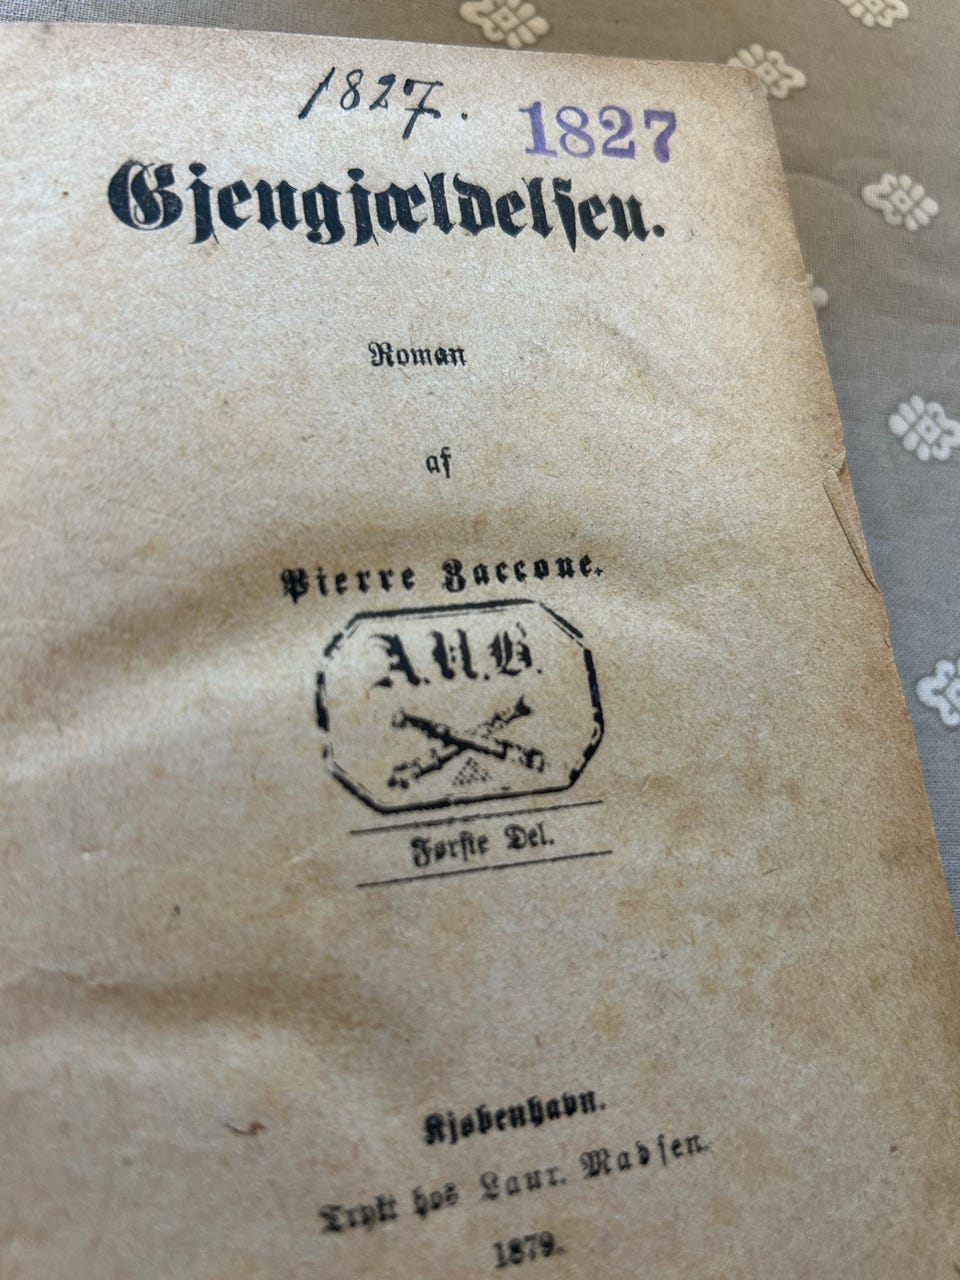 1827.
1827
Gjengjældelsen.
Roman
af
Pierre Zaccone.
A.U.B.
Første Del.
Kjøbenhavn.
Trykt hos Laur. Madsen.
1879.